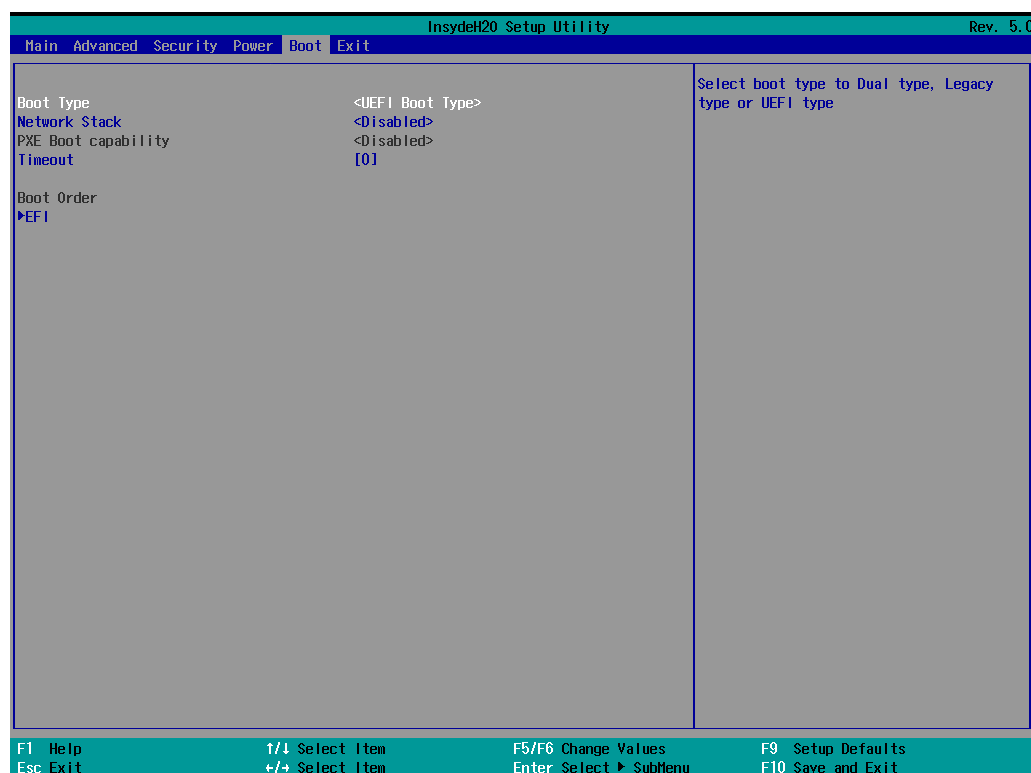 InsydeH20 Setup Utility Rev. 5.0
Main Advanced Security Power Boot Exit
Select boot type to Dual type, Legacy
Boot Type <UEFI Boot Type> type or UEFI type
Network Stack <Disabled>
PXE Boot capability <Disabled>
Timeout [0]
Boot Order
▶EFI
F1 Help ↑/↓ Select Item F5/F6 Change Values F9 Setup Defaults
Esc Exit ←/→ Select Item Enter Select ▶ SubMenu F10 Save and Exit